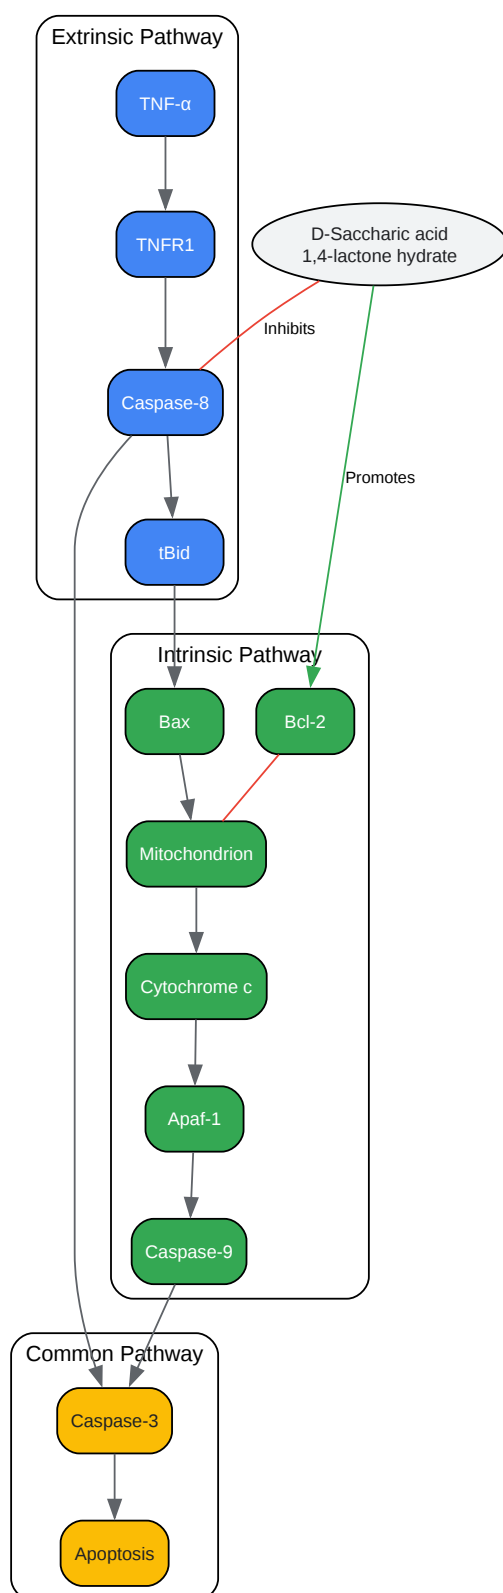 Extrinsic Pathway
TNF-α
TNFR1
D-Saccharic acid
1,4-lactone hydrate
Inhibits
Caspase-8
Promotes
tBid
Intrinsic Pathway
Bax
Bcl-2
Mitochondrion
Cytochrome c
Apaf-1
Caspase-9
Common Pathway
Caspase-3
Apoptosis